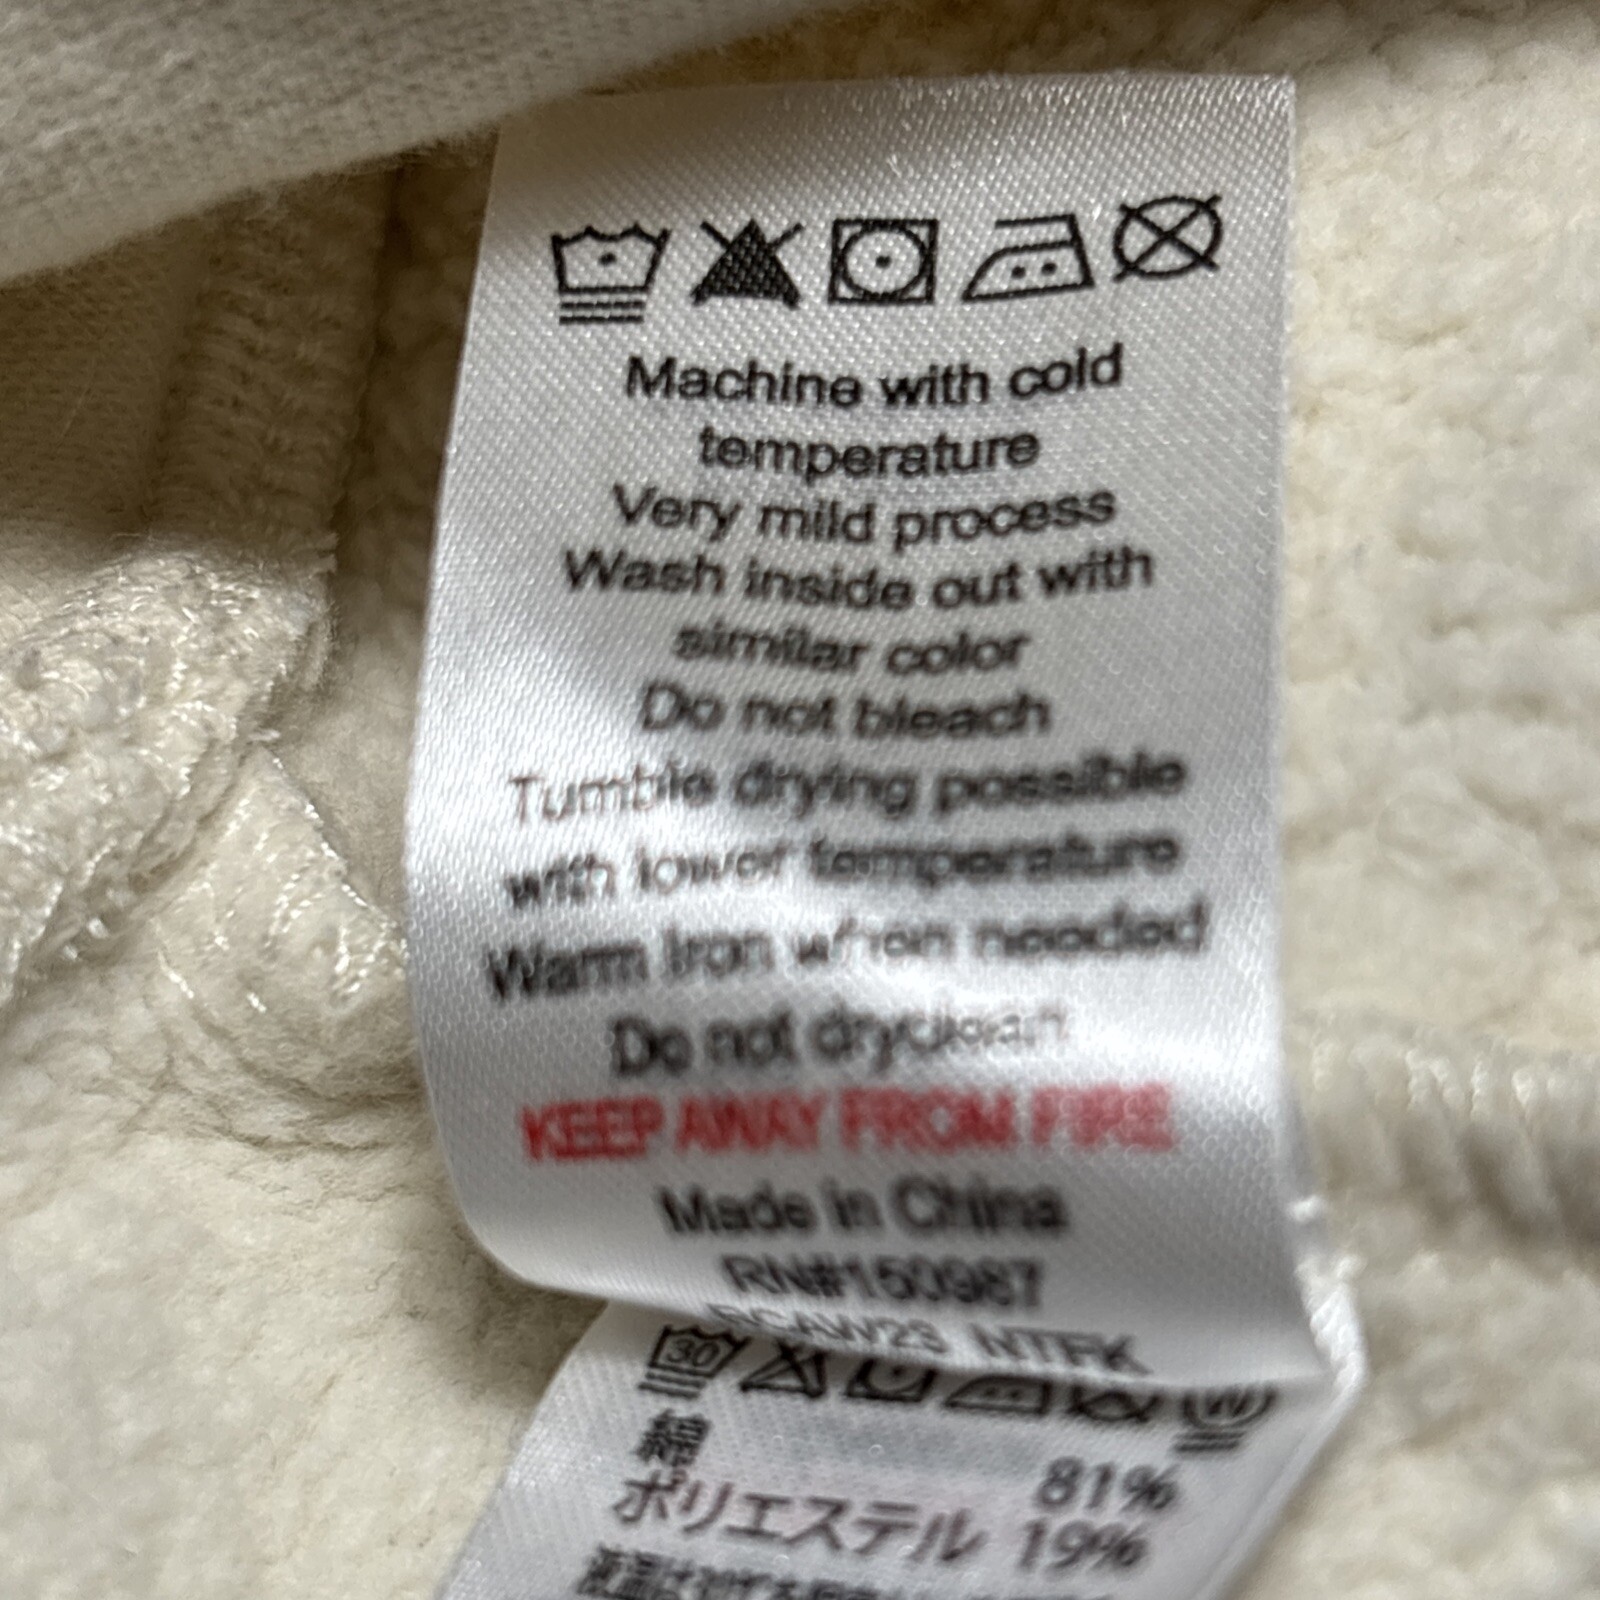 Machine with cold
temperature
Very mild process
Wash inside out with
similar color
Do not bleach
Tumble drying possible
with lower temperature
Warm Iron when needed
Do not dryclean
KEEP AWAY FROM FIRE
Made in China
RN#150987
NTFK
30
W
綿 81%
ポリエステル 19%